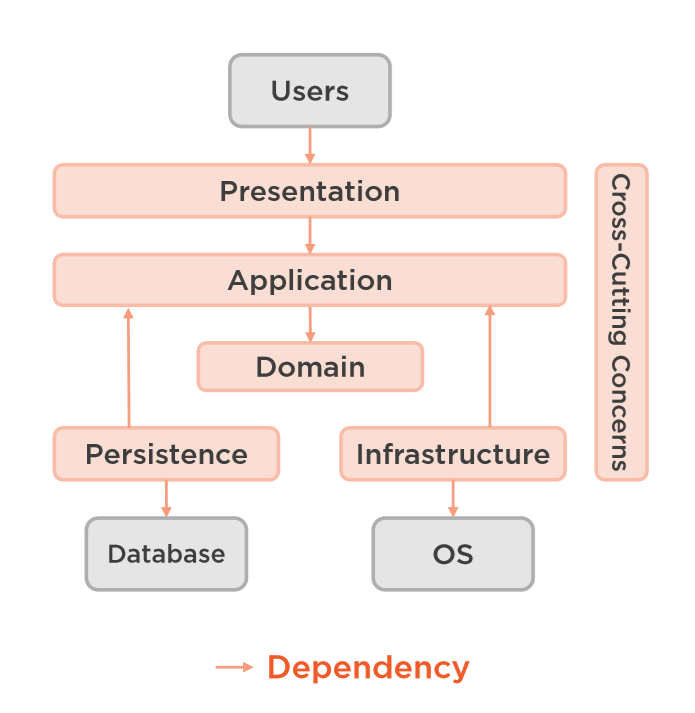 Users
Presentation
Application
Domain
Persistence
Infrastructure
Database
OS
Cross-Cutting Concerns
Dependency